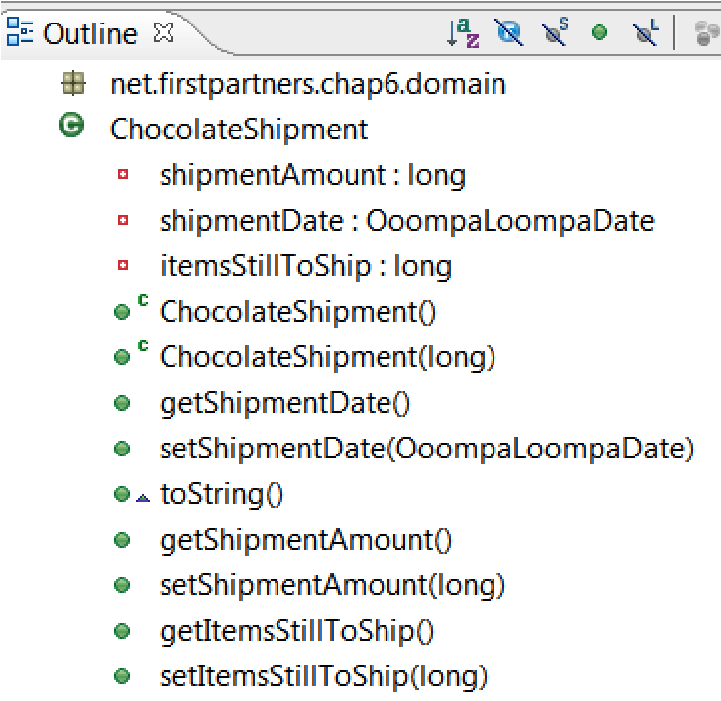 Outline
net.firstpartners.chap6.domain
ChocolateShipment
shipmentAmount : long
shipmentDate : OoompaLoompaDate
itemsStillToShip : long
ChocolateShipment()
ChocolateShipment(long)
getShipmentDate()
setShipmentDate(OoompaLoompaDate)
toString()
getShipmentAmount()
setShipmentAmount(long)
getItemsStillToShip()
setItemsStillToShip(long)